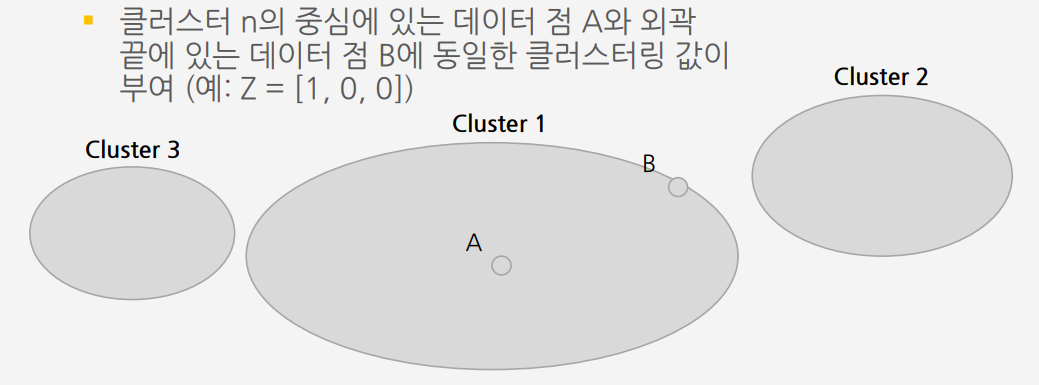 클러스터 n의 중심에 있는 데이터 점 A와 외곽
끝에 있는 데이터 점 B에 동일한 클러스터링 값이
부여 (예: Z = [1, 0, 0])
Cluster 2
Cluster 1
Cluster 3
B
A